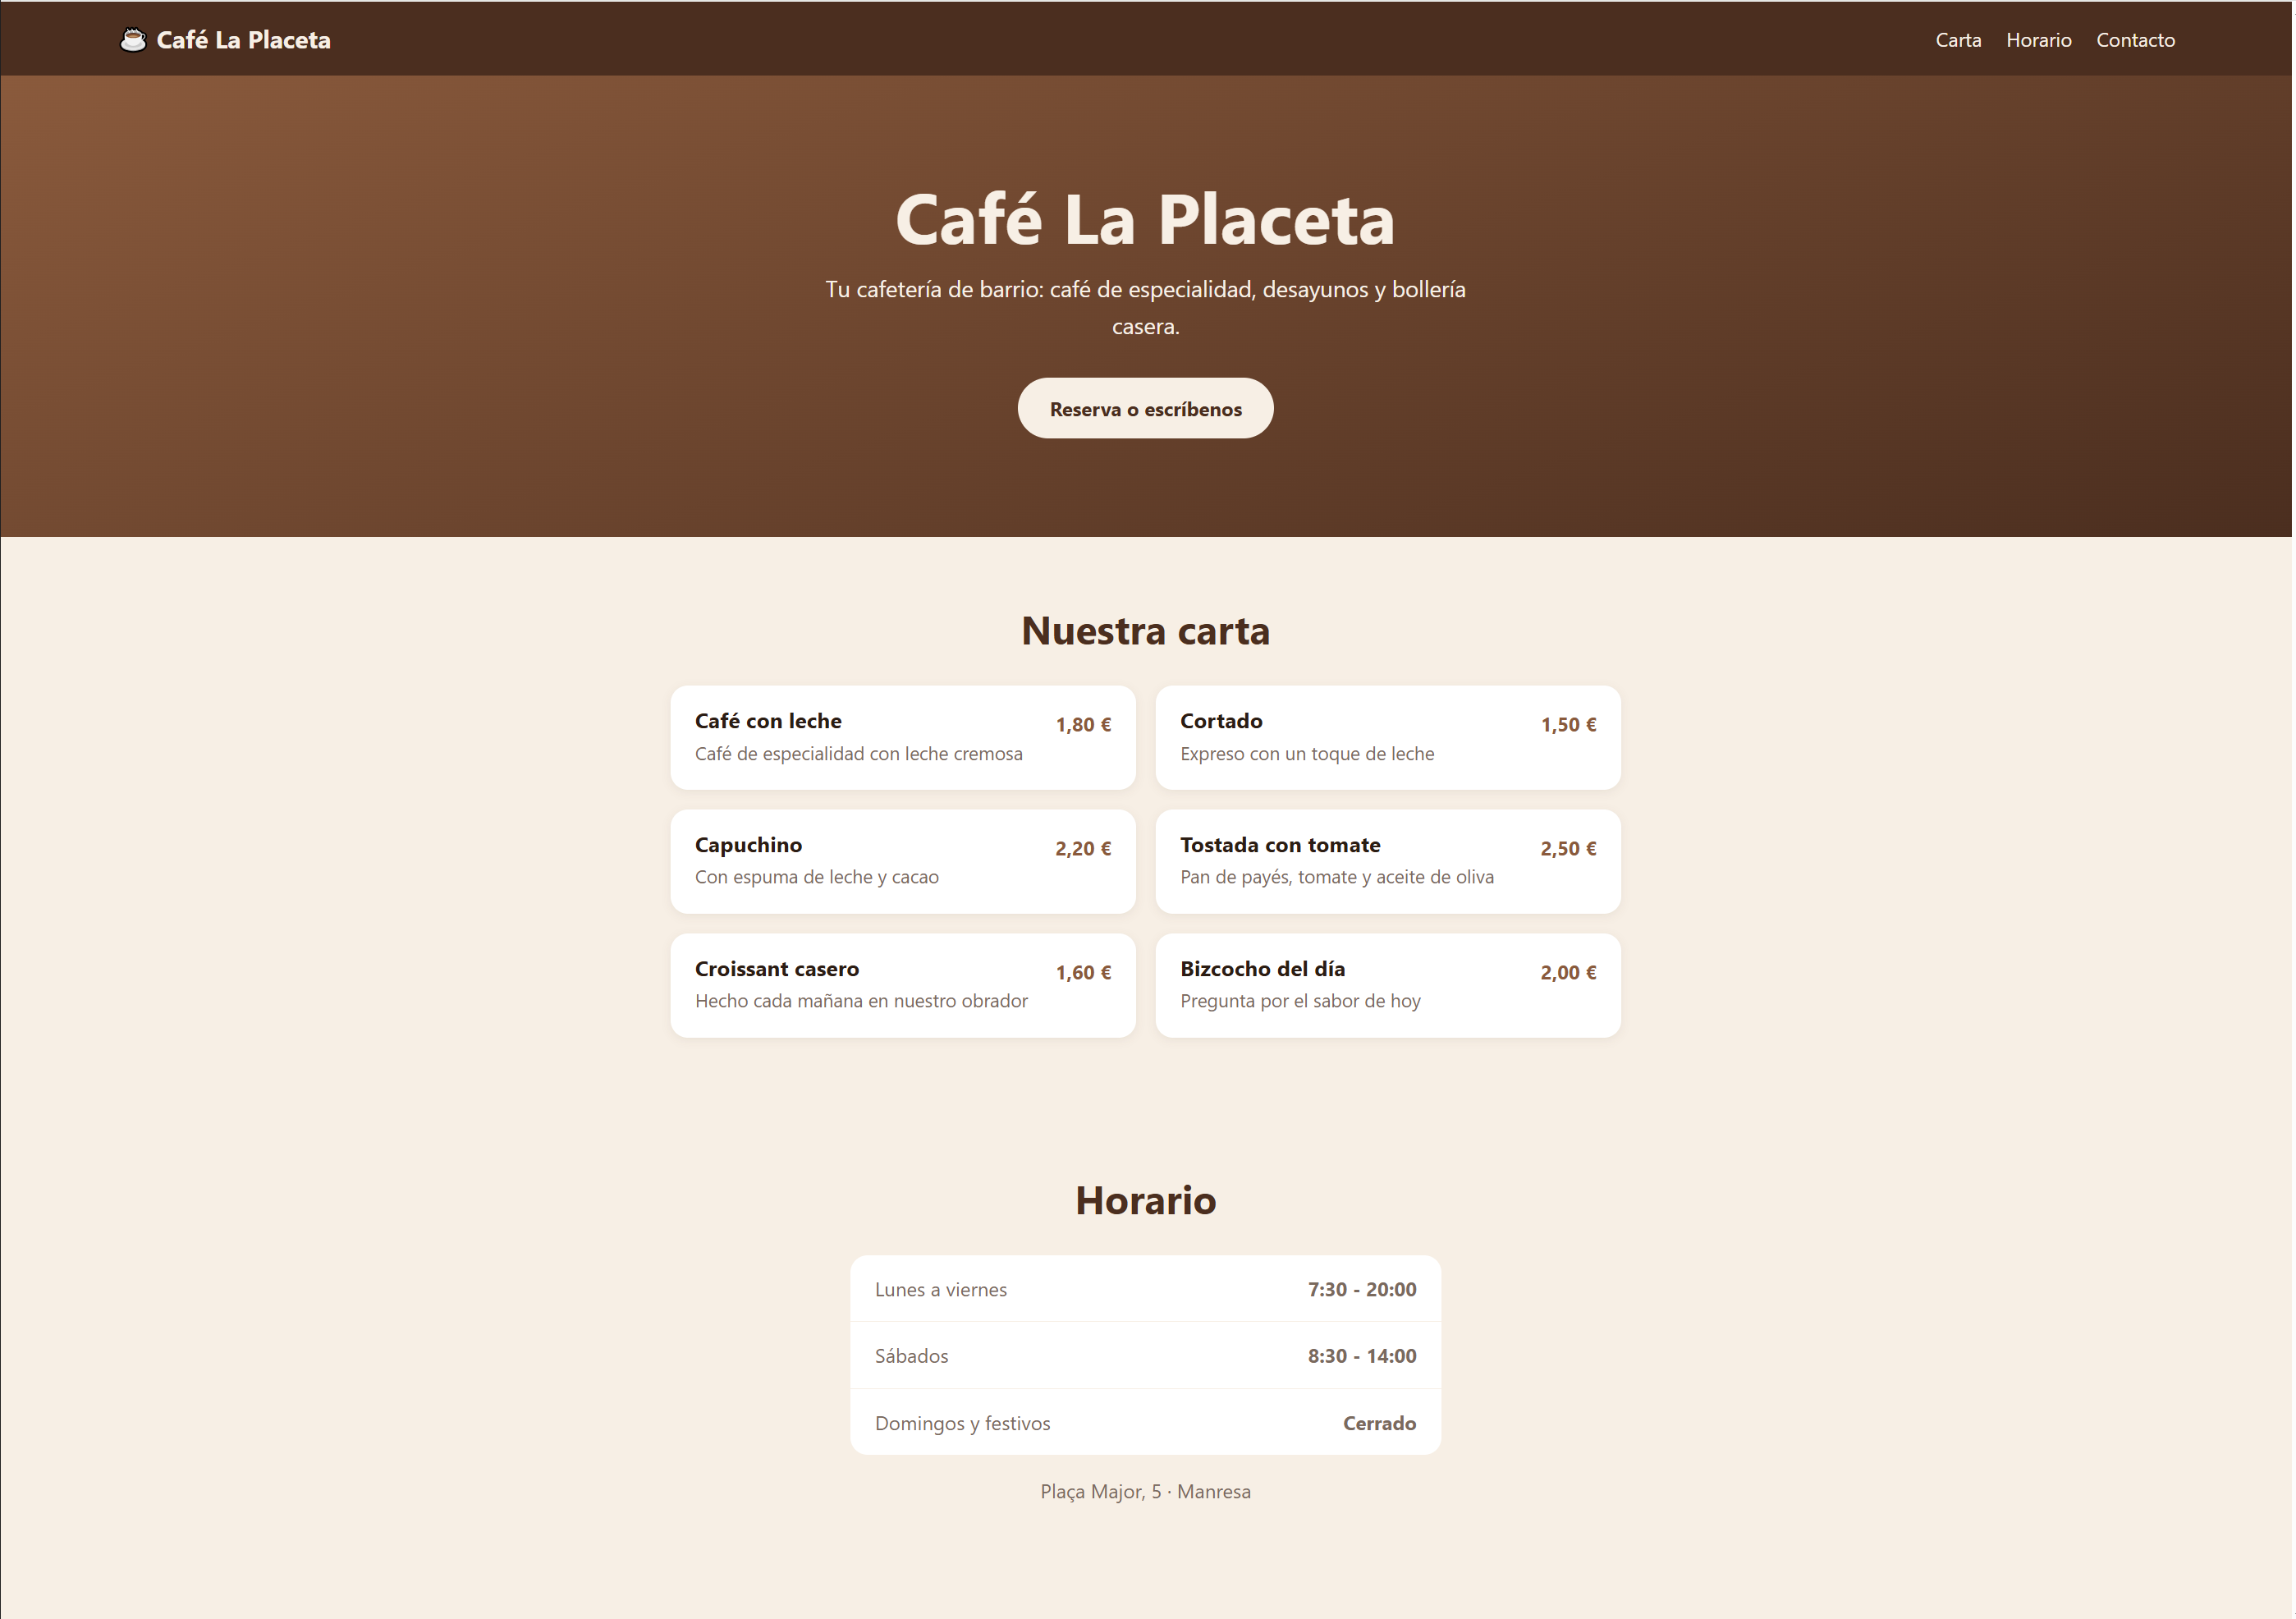 Café La Placeta
Carta Horario Contacto
Café La Placeta
Tu cafetería de barrio: café de especialidad, desayunos y bollería
casera.
Reserva o escríbenos
Nuestra carta
Café con leche 1,80 €
Café de especialidad con leche cremosa
Cortado 1,50 €
Expreso con un toque de leche
Capuchino 2,20 €
Con espuma de leche y cacao
Tostada con tomate 2,50 €
Pan de payés, tomate y aceite de oliva
Croissant casero 1,60 €
Hecho cada mañana en nuestro obrador
Bizcocho del día 2,00 €
Pregunta por el sabor de hoy
Horario
Lunes a viernes 7:30 - 20:00
Sábados 8:30 - 14:00
Domingos y festivos Cerrado
Plaça Major, 5 · Manresa